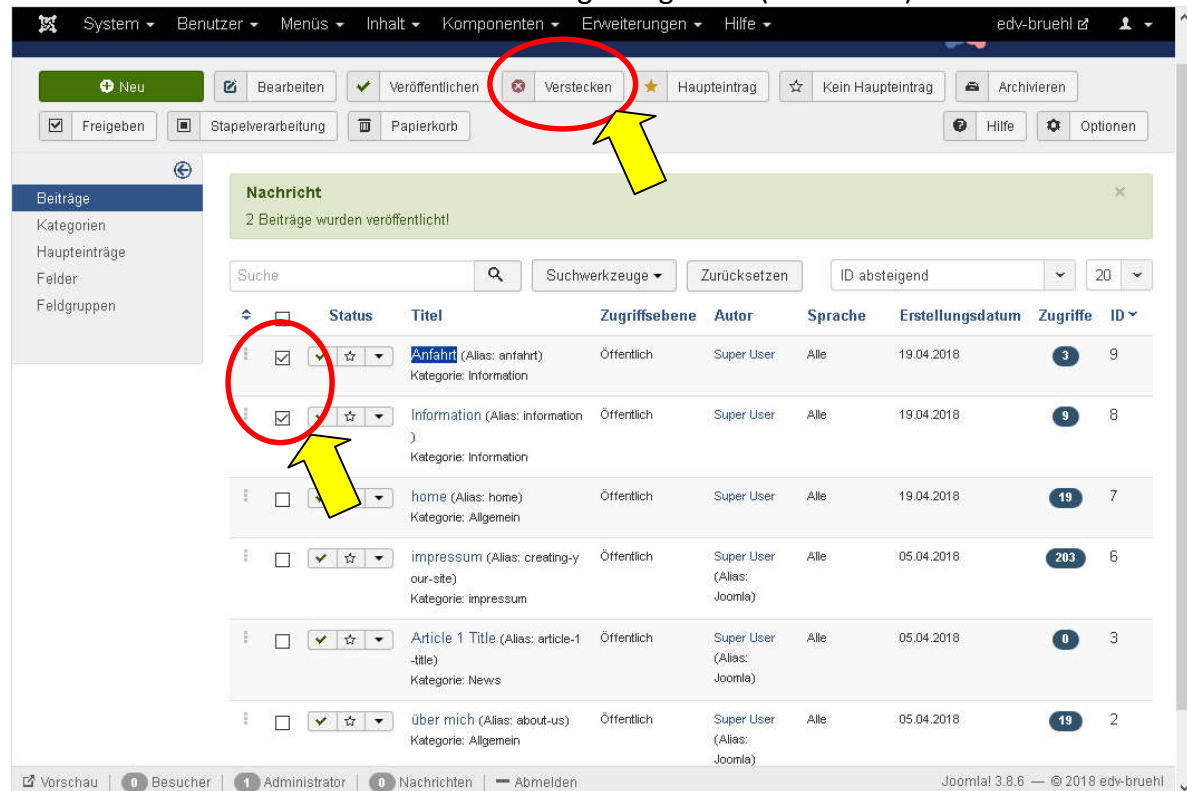 System Benutzer Menüs Inhalt Komponenten Erweiterungen Hilfe edv-bruehl
Neu Bearbeiten Veröffentlichen Verstecken Haupteintrag Kein Haupteintrag Archivieren
Freigeben Stapelverarbeitung Papierkorb Hilfe Optionen
Beiträge
Kategorien
Haupteinträge
Felder
Feldgruppen
Nachricht ×
2 Beiträge wurden veröffentlicht!
Suche Suchwerkzeuge Zurücksetzen ID absteigend 20
Status Titel Zugriffsebene Autor Sprache Erstellungsdatum Zugriffe ID
Anfahrt (Alias: anfahrt) Öffentlich Super User Alle 19.04.2018 3 9
Kategorie: Information
Information (Alias: information Öffentlich Super User Alle 19.04.2018 9 8
)
Kategorie: Information
home (Alias: home) Öffentlich Super User Alle 19.04.2018 19 7
Kategorie: Allgemein
impressum (Alias: creating-y Öffentlich Super User Alle 05.04.2018 203 6
our-site) (Alias:
Kategorie: impressum Joomla)
Article 1 Title (Alias: article-1 Öffentlich Super User Alle 05.04.2018 0 3
-title) (Alias:
Kategorie: News Joomla)
über mich (Alias: about-us) Öffentlich Super User Alle 05.04.2018 19 2
Kategorie: Allgemein (Alias:
Joomla)
Vorschau 0 Besucher 1 Administrator 0 Nachrichten Abmelden Joomla! 3.8.6 — © 2018 edv-bruehl